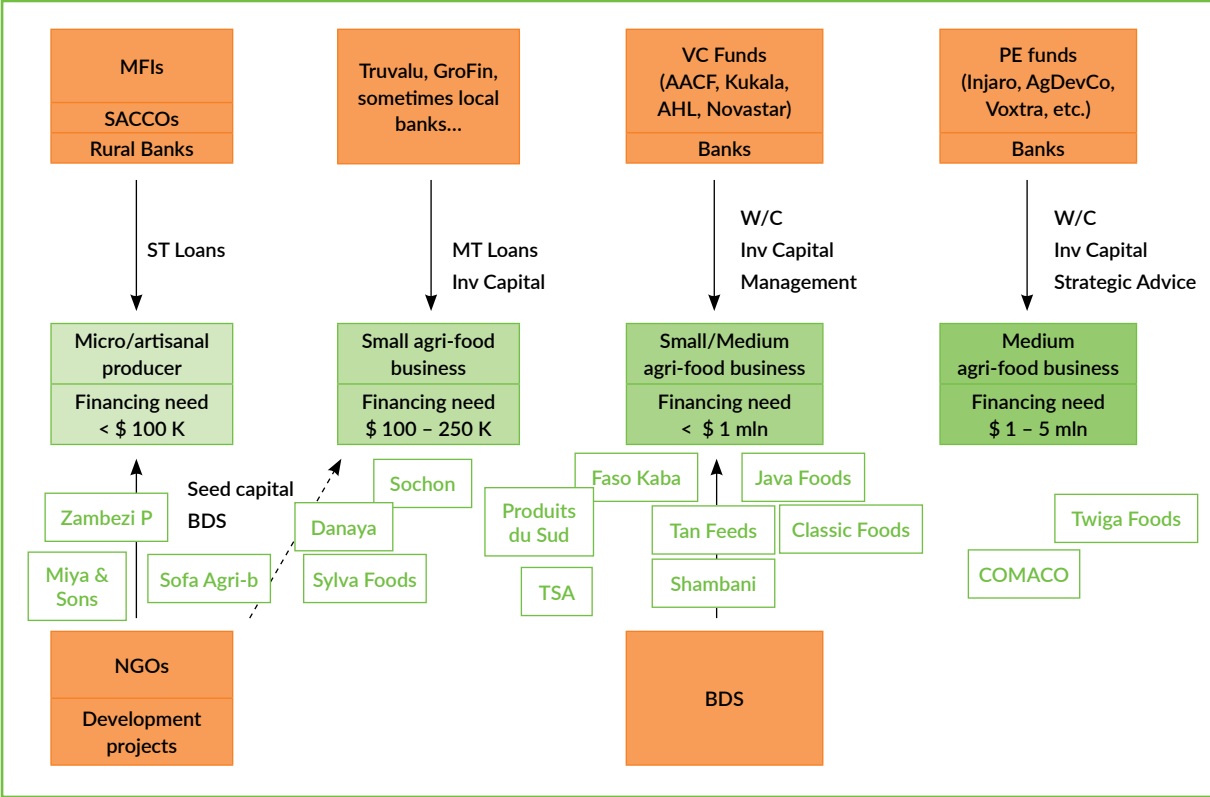 MFIs
SACCOs
Rural Banks
Truvalu, GroFin,
sometimes local
banks...
VC Funds
(AACF, Kukala,
AHL, Novastar)
Banks
PE funds
(Injaro, AgDevCo,
Voxtra, etc.)
Banks
ST Loans
MT Loans
Inv Capital
W/C
Inv Capital
Management
W/C
Inv Capital
Strategic Advice
Micro/artisanal
producer
Financing need
< $ 100 K
Small agri-food
business
Financing need
$ 100 – 250 K
Small/Medium
agri-food business
Financing need
< $ 1 mln
Medium
agri-food business
Financing need
$ 1 – 5 mln
Seed capital
BDS
Zambezi P
Miya &
Sons
Sofa Agri-b
Sochon
Danaya
Sylva Foods
Faso Kaba
Produits
du Sud
TSA
Java Foods
Tan Feeds
Classic Foods
Shambani
Twiga Foods
COMACO
NGOs
Development
projects
BDS